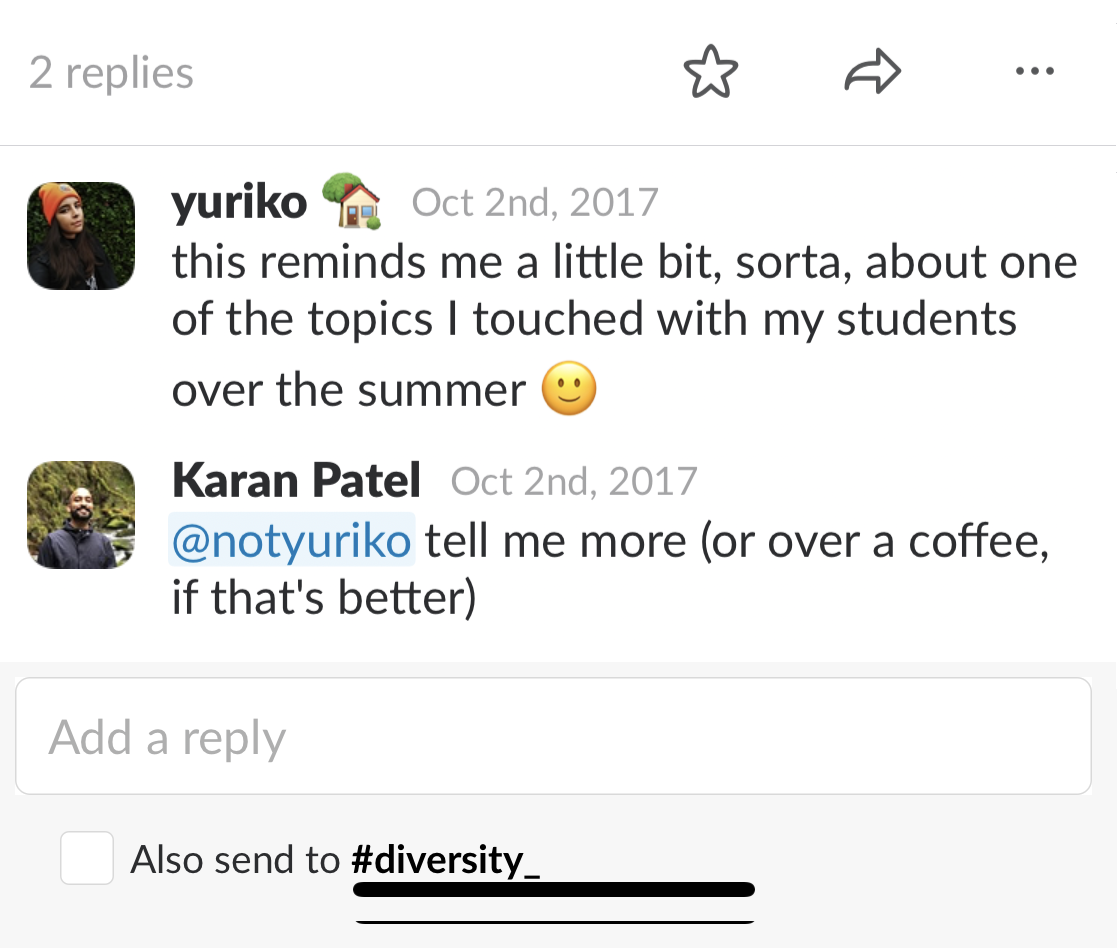 2 replies
yuriko Oct 2nd, 2017
this reminds me a little bit, sorta, about one
of the topics I touched with my students
over the summer
Karan Patel Oct 2nd, 2017
@notyuriko tell me more (or over a coffee,
if that's better)
Add a reply
Also send to #diversity_